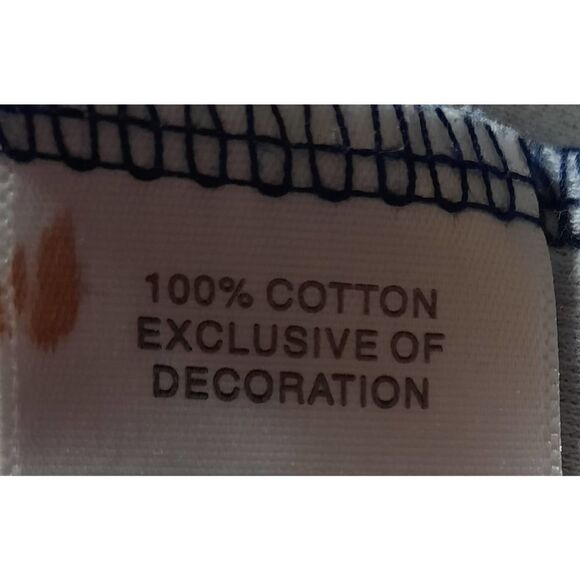 100% COTTON
EXCLUSIVE OF
DECORATION